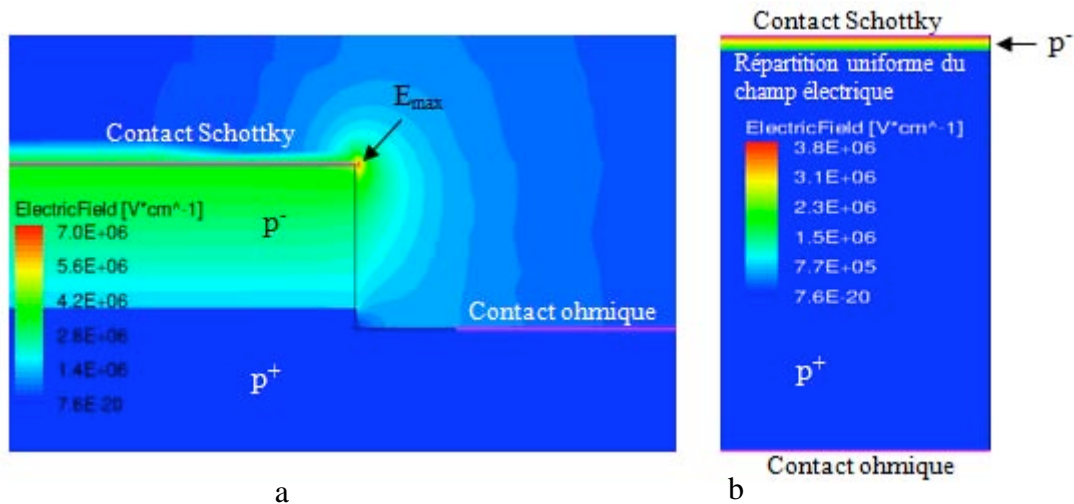 Contact Schottky
E_max
ElectricField [V*cm^-1]
7.0E+06
5.6E+06
4.2E+06
2.8E+06
1.4E+06
7.6E-20
p⁻
Contact ohmique
p⁺
a
Contact Schottky
p⁻
Répartition uniforme du
champ électrique
ElectricField [V*cm^-1]
3.8E+06
3.1E+06
2.3E+06
1.5E+06
7.7E+05
7.6E-20
p⁺
Contact ohmique
b